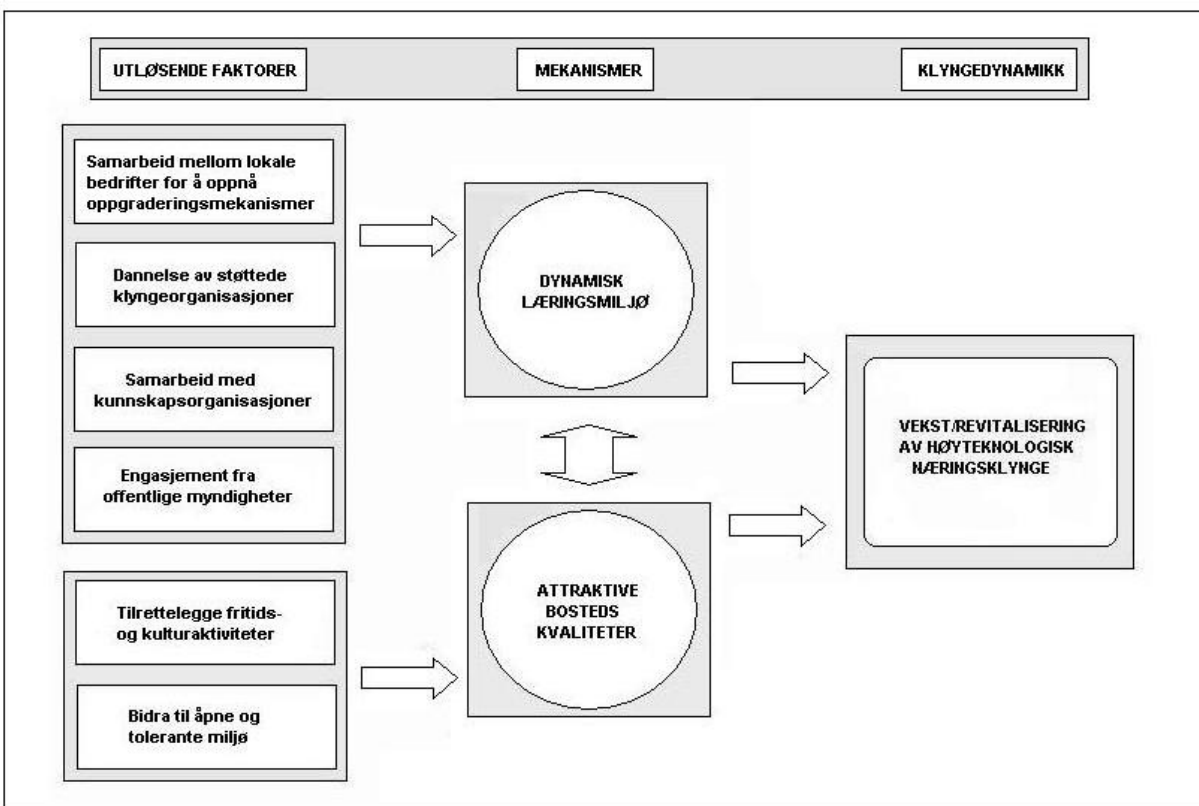 UTLØSENDE FAKTORER
MEKANISMER
KLYNGEDYNAMIKK
Samarbeid mellom lokale
bedrifter for å oppnå
oppgraderingsmekanismer
Dannelse av støttede
klyngeorganisasjoner
Samarbeid med
kunnskapsorganisasjoner
Engasjement fra
offentlige myndigheter
Tilrettelegge fritids-
og kulturaktiviteter
Bidra til åpne og
tolerante miljø
DYNAMISK
LÆRINGSMILJØ
ATTRAKTIVE
BOSTEDS
KVALITETER
VEKST/REVITALISERING
AV HØYTEKNOLOGISK
NÆRINGSKLYNGE